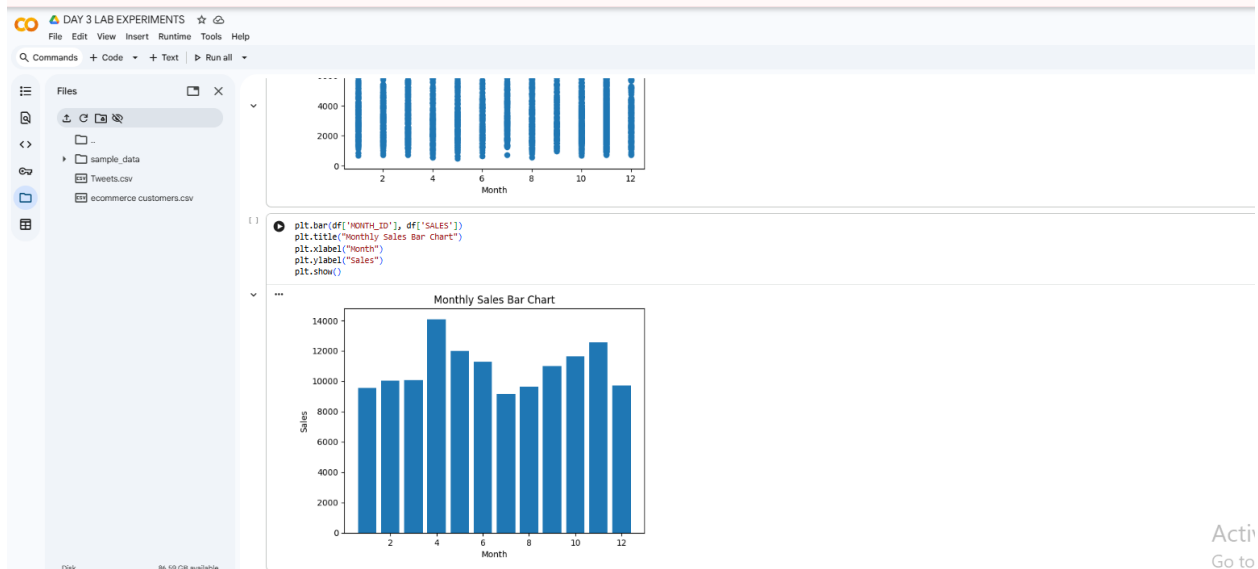 DAY 3 LAB EXPERIMENTS
File Edit View Insert Runtime Tools Help
Commands + Code + Text Run all
Files
..
sample_data
Tweets.csv
ecommerce customers.csv
Disk 86.59 GB available
4000
2000
0
2 4 6 8 10 12
Month
[ ]
plt.bar(df['MONTH_ID'], df['SALES'])
plt.title("Monthly Sales Bar Chart")
plt.xlabel("Month")
plt.ylabel("Sales")
plt.show()
Monthly Sales Bar Chart
14000
12000
10000
8000
6000
4000
2000
0
Sales
2 4 6 8 10 12
Month
Activ
Go to